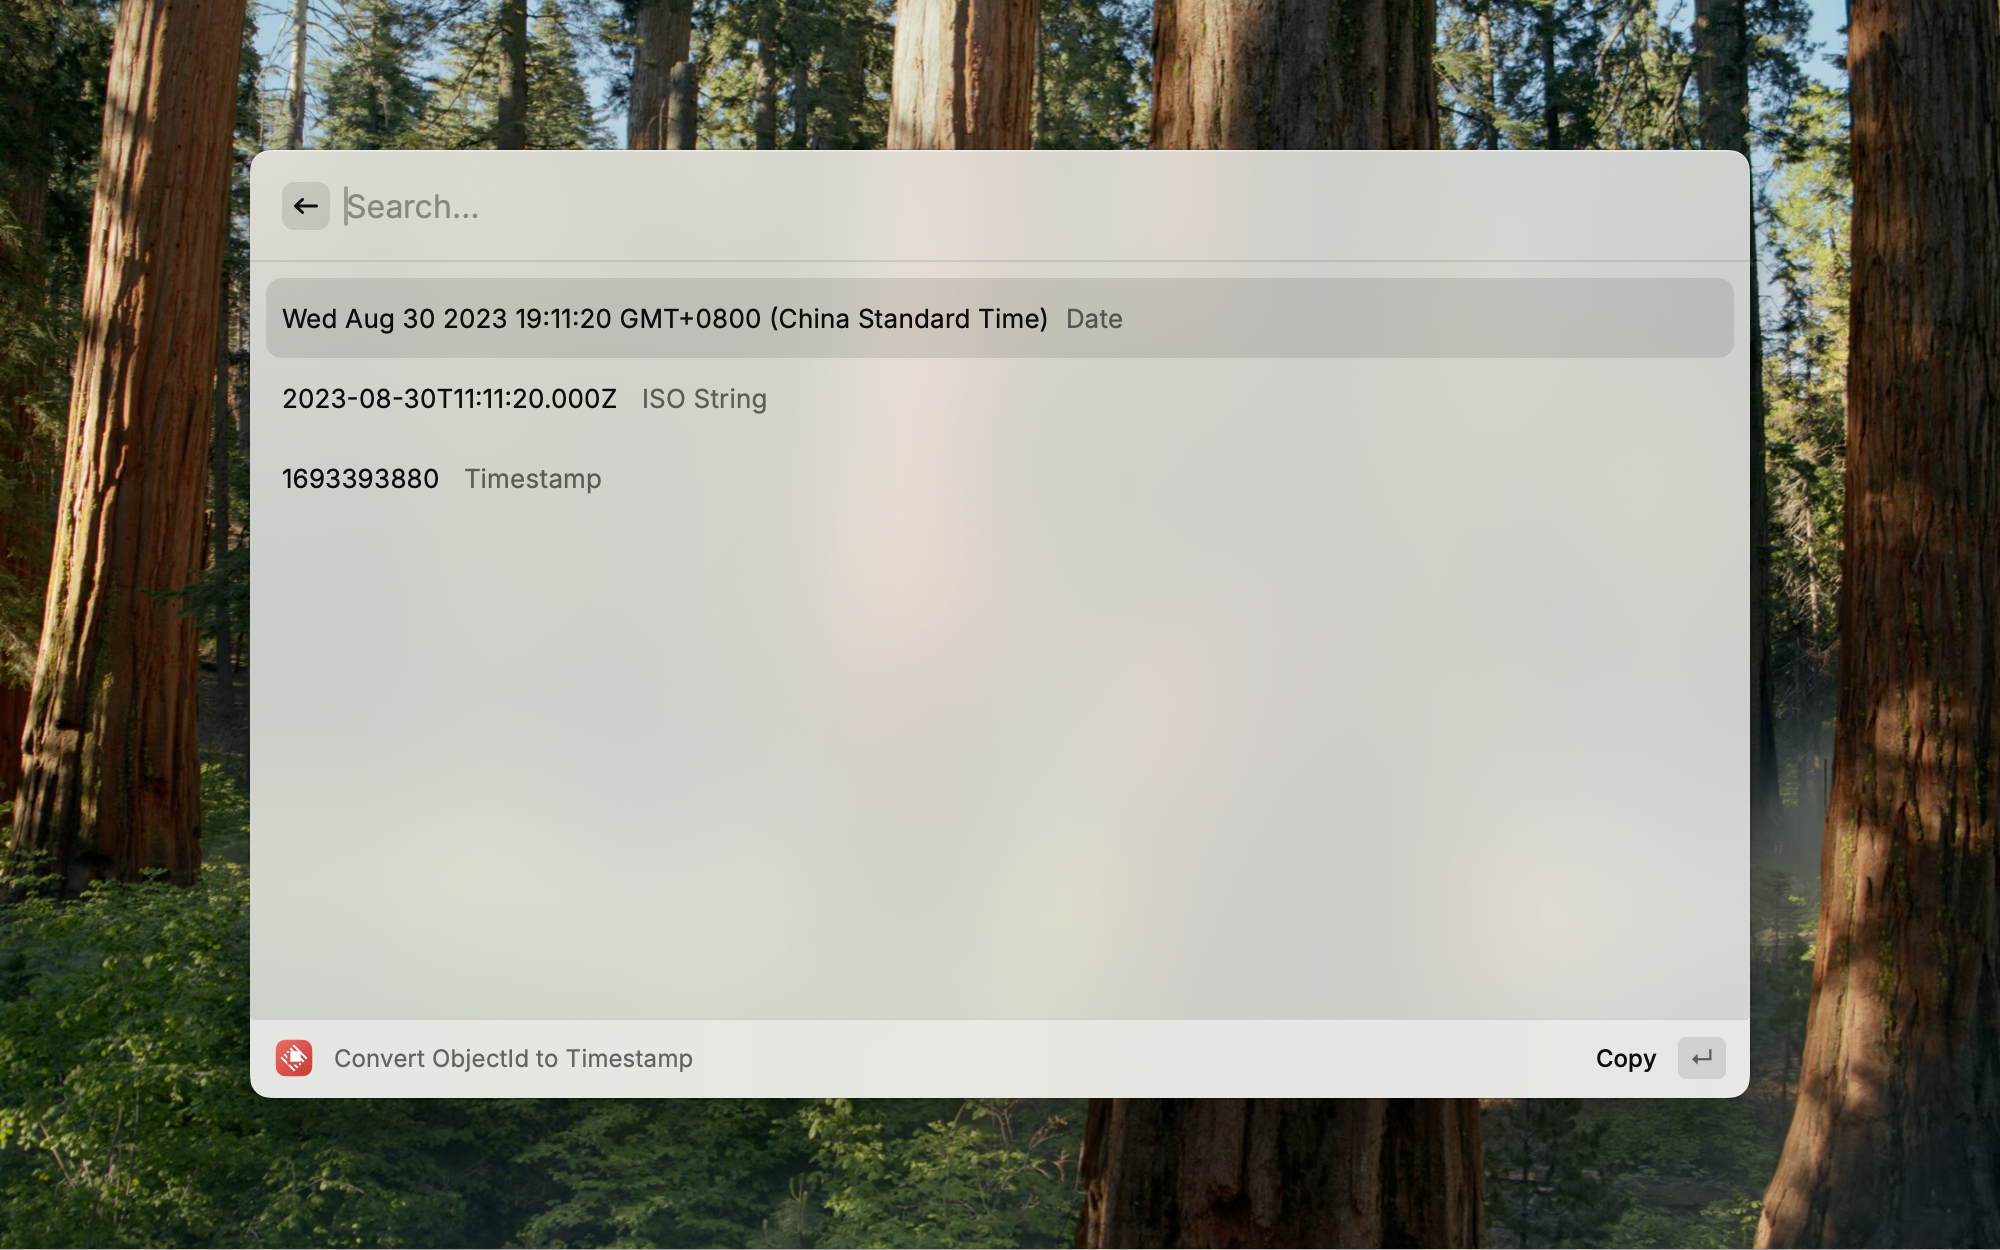 Search...
Wed Aug 30 2023 19:11:20 GMT+0800 (China Standard Time) Date
2023-08-30T11:11:20.000Z ISO String
1693393880 Timestamp
Convert ObjectId to Timestamp Copy